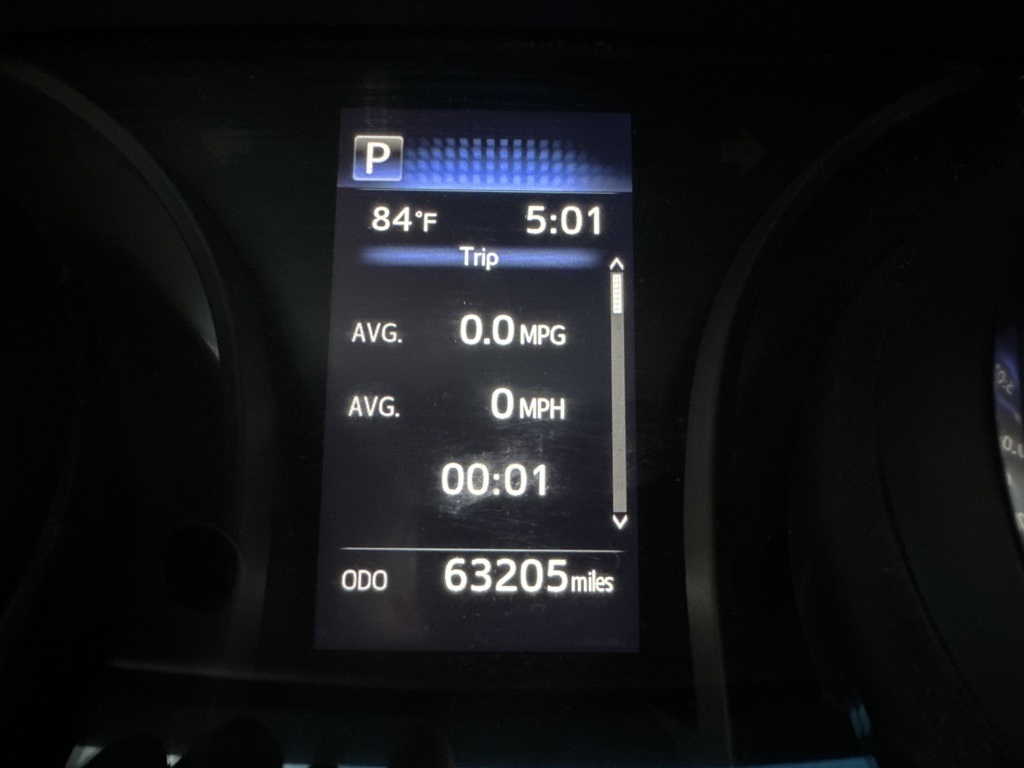 P
84°F 5:01
Trip
AVG. 0.0 MPG
AVG. 0 MPH
00:01
ODO 63205 miles